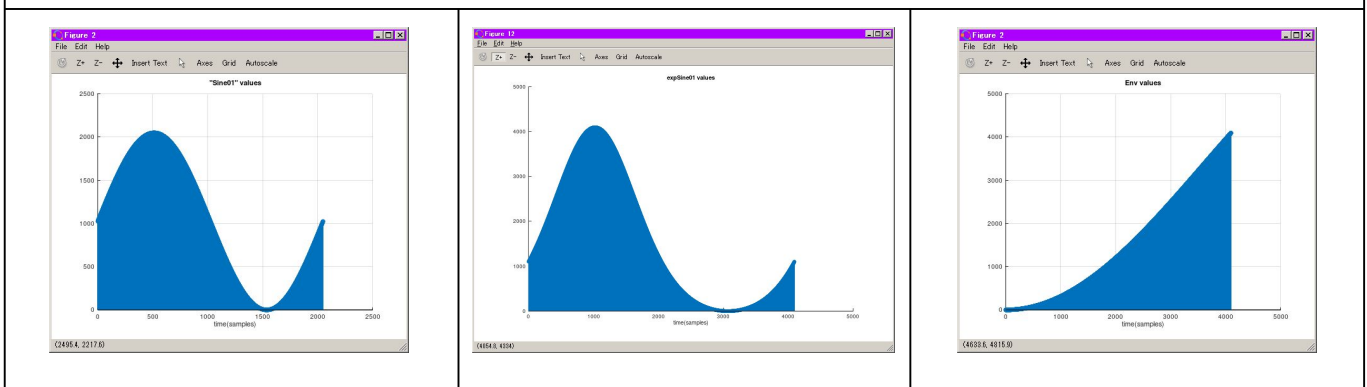 Figure 2
File Edit Help
Z+ Z- Insert Text Axes Grid Autoscale
"Sine01" values
2500
2000
1500
1000
500
0
0 500 1000 1500 2000 2500
time(samples)
(2495.4, 2217.6)
Figure 12
File Edit Help
Z+ Z- Insert Text Axes Grid Autoscale
expSine01 values
5000
4000
3000
2000
1000
0
0 1000 2000 3000 4000 5000
time(samples)
(4854.8, 4334)
Figure 2
File Edit Help
Z+ Z- Insert Text Axes Grid Autoscale
Env values
5000
4000
3000
2000
1000
0
0 1000 2000 3000 4000 5000
time(samples)
(4633.6, 4815.9)